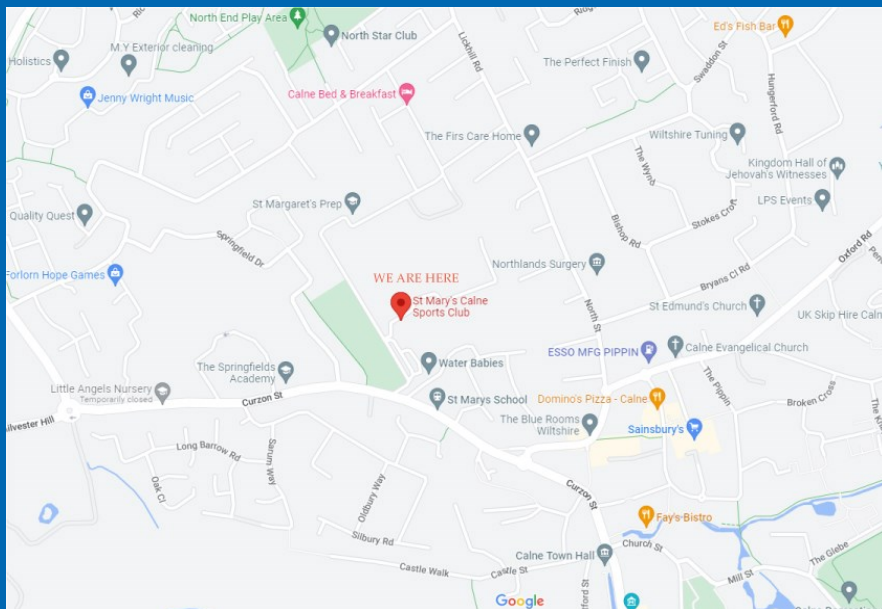 North End Play Area
North Star Club
Lickhill Rd
Ed's Fish Bar
Swaddon St
Hungerford Rd
M.Y Exterior cleaning
Holistics
The Perfect Finish
Jenny Wright Music
Calne Bed & Breakfast
The Firs Care Home
Wiltshire Tuning
The Wynb
Kingdom Hall of
Jehovah's Witnesses
St Margaret's Prep
LPS Events
Quality Quest
Stokes Croft
Bishop Rd
Springfield Dr
Oxford Rd
Northlands Surgery
Forlorn Hope Games
WE ARE HERE
Bryans Cl Rd
St Mary's Calne
Sports Club
North St
St Edmund's Church
UK Skip Hire Caln
ESSO MFG PIPPIN
Calne Evangelical Church
Water Babies
The Springfields
Academy
The Pippin
Little Angels Nursery
Temporarily closed
Curzon St
St Marys School
Domino's Pizza - Calne
Broken Cross
ilvester Hill
The Blue Rooms
Wiltshire
Sainsbury's
Long Barrow Rd
Sarum Way
Oak Cl
Oldbury Way
Curzon St
Fay's Bistro
Silbury Rd
Calne Town Hall
Church St
The Glebe
Castle Walk
Castle St
Mill St
Google